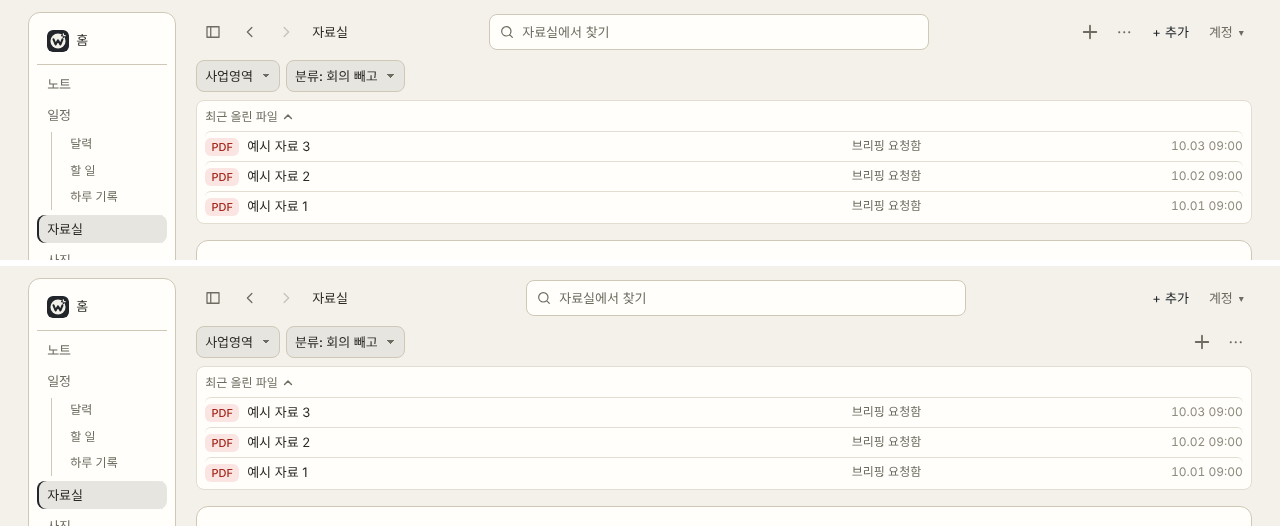 홈
자료실
자료실에서 찾기
+ 추가
계정 ▾
노트
일정
달력
할 일
하루 기록
자료실
사진
사업영역
분류: 회의 빼고
최근 올린 파일
PDF 예시 자료 3 브리핑 요청함 10.03 09:00
PDF 예시 자료 2 브리핑 요청함 10.02 09:00
PDF 예시 자료 1 브리핑 요청함 10.01 09:00
홈
자료실
자료실에서 찾기
+ 추가
계정 ▾
노트
일정
달력
할 일
하루 기록
자료실
사진
사업영역
분류: 회의 빼고
최근 올린 파일
PDF 예시 자료 3 브리핑 요청함 10.03 09:00
PDF 예시 자료 2 브리핑 요청함 10.02 09:00
PDF 예시 자료 1 브리핑 요청함 10.01 09:00